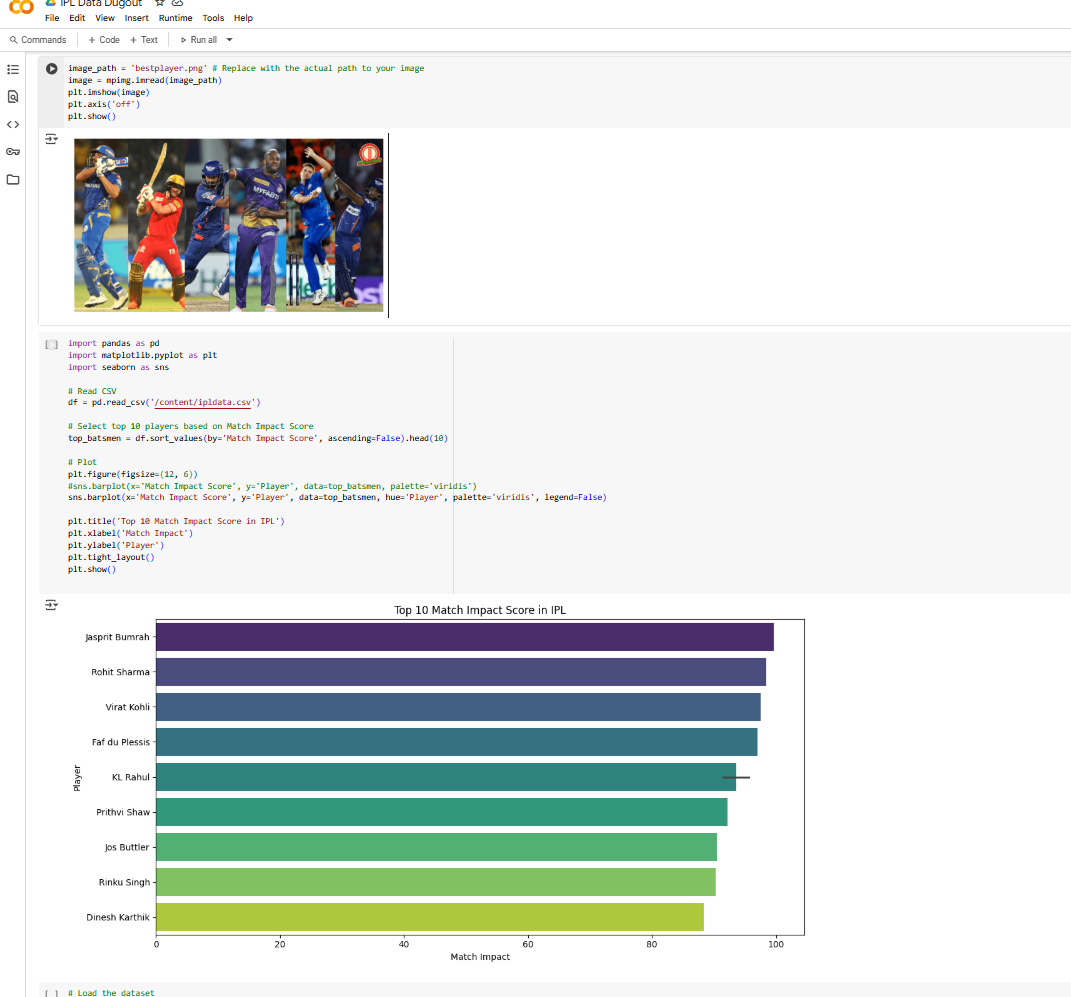 IPL Data Dugout
File Edit View Insert Runtime Tools Help
Commands + Code + Text Run all
image_path = 'bestplayer.png' # Replace with the actual path to your image
image = mpimg.imread(image_path)
plt.imshow(image)
plt.axis('off')
plt.show()
MYFAB11
import pandas as pd
import matplotlib.pyplot as plt
import seaborn as sns
# Read CSV
df = pd.read_csv('/content/ipldata.csv')
# Select top 10 players based on Match Impact Score
top_batsmen = df.sort_values(by='Match Impact Score', ascending=False).head(10)
# Plot
plt.figure(figsize=(12, 6))
#sns.barplot(x='Match Impact Score', y='Player', data=top_batsmen, palette='viridis')
sns.barplot(x='Match Impact Score', y='Player', data=top_batsmen, hue='Player', palette='viridis', legend=False)
plt.title('Top 10 Match Impact Score in IPL')
plt.xlabel('Match Impact')
plt.ylabel('Player')
plt.tight_layout()
plt.show()
Top 10 Match Impact Score in IPL
Player
Jasprit Bumrah
Rohit Sharma
Virat Kohli
Faf du Plessis
KL Rahul
Prithvi Shaw
Jos Buttler
Rinku Singh
Dinesh Karthik
0 20 40 60 80 100
Match Impact
# Load the dataset